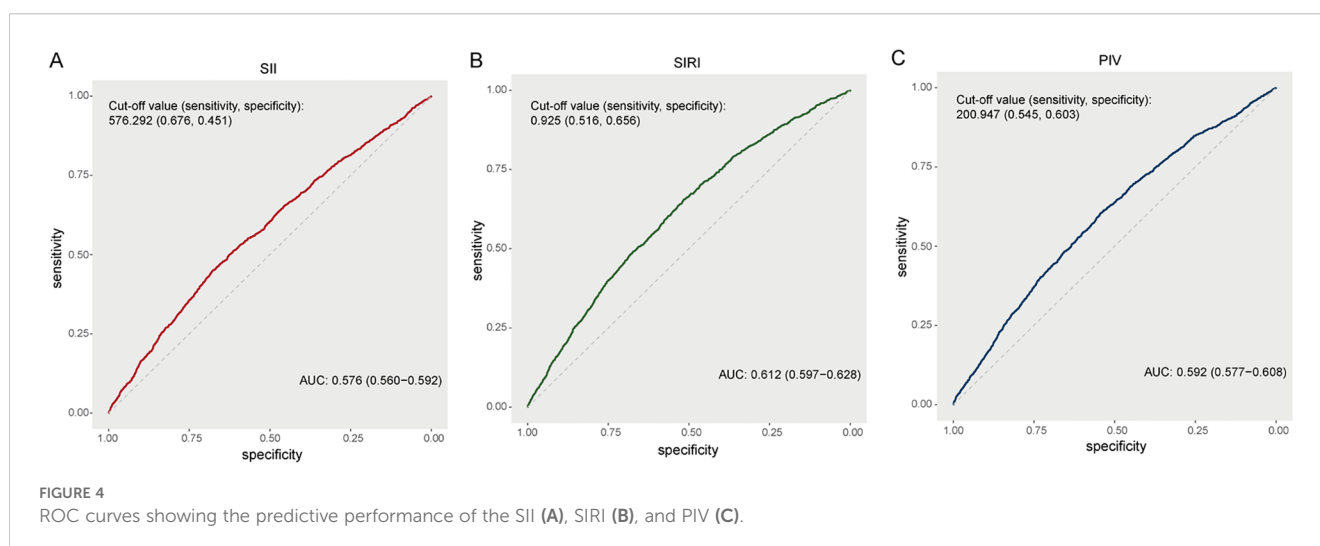 A
SII
Cut-off value (sensitivity, specificity):
576.292 (0.676, 0.451)
1.00
0.75
0.50
0.25
0.00
sensitivity
AUC: 0.576 (0.560−0.592)
1.00 0.75 0.50 0.25 0.00
specificity
B
SIRI
Cut-off value (sensitivity, specificity):
0.925 (0.516, 0.656)
1.00
0.75
0.50
0.25
0.00
sensitivity
AUC: 0.612 (0.597−0.628)
1.00 0.75 0.50 0.25 0.00
specificity
C
PIV
Cut-off value (sensitivity, specificity):
200.947 (0.545, 0.603)
1.00
0.75
0.50
0.25
0.00
sensitivity
AUC: 0.592 (0.577−0.608)
1.00 0.75 0.50 0.25 0.00
specificity
FIGURE 4
ROC curves showing the predictive performance of the SII (A), SIRI (B), and PIV (C).